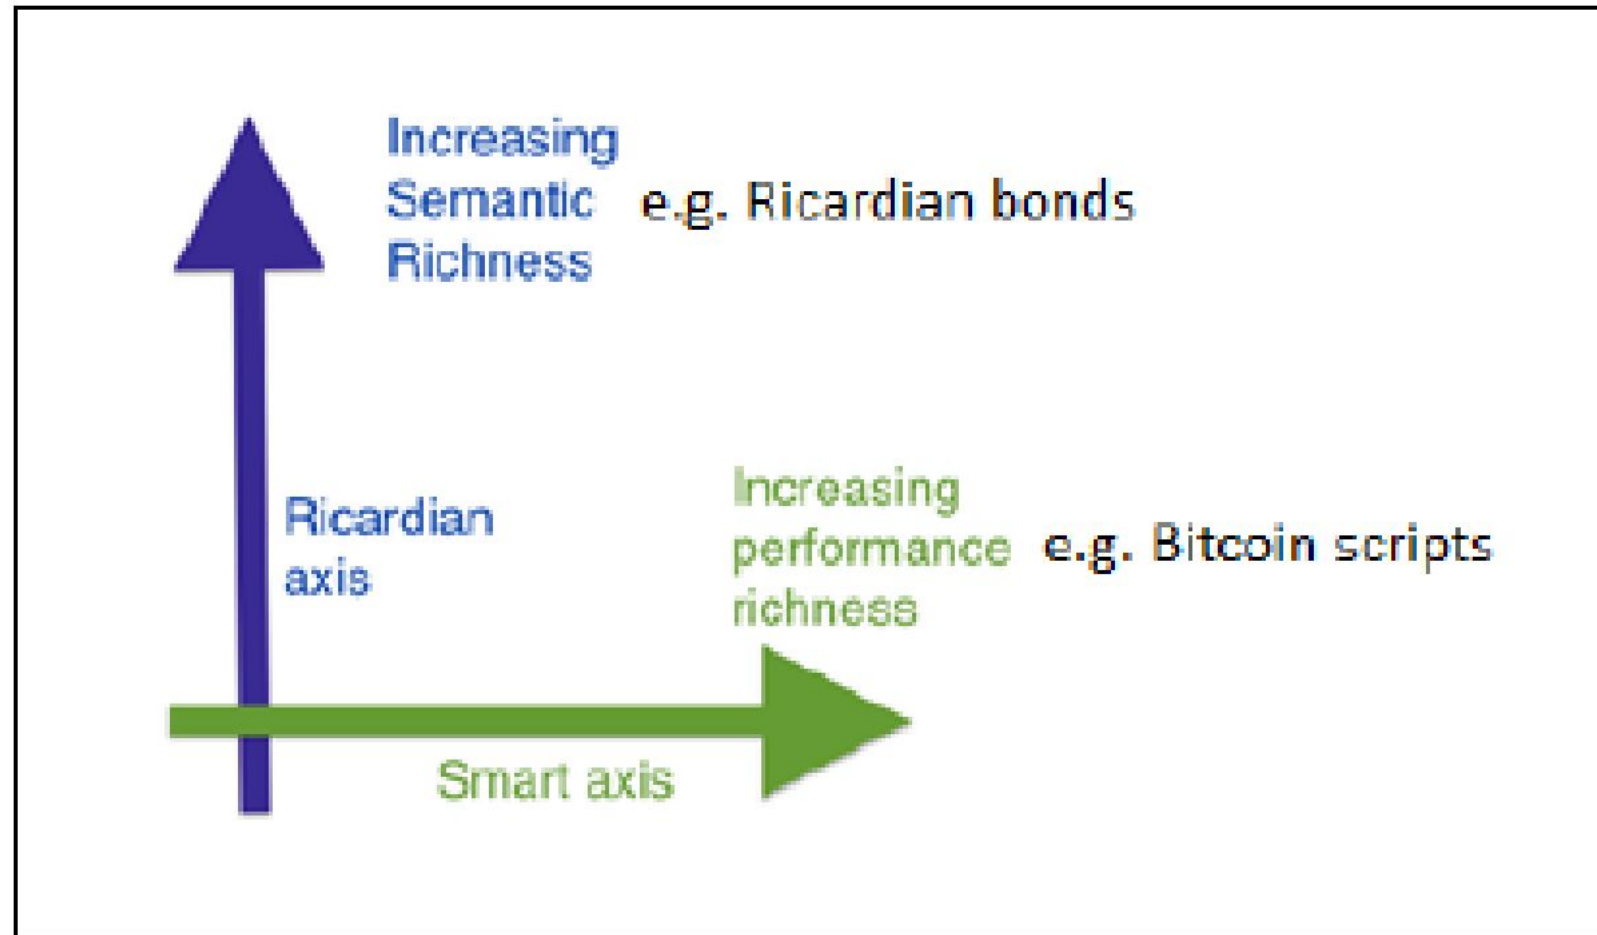 Increasing
Semantic e.g. Ricardian bonds
Richness
Ricardian
axis
Increasing
performance e.g. Bitcoin scripts
richness
Smart axis